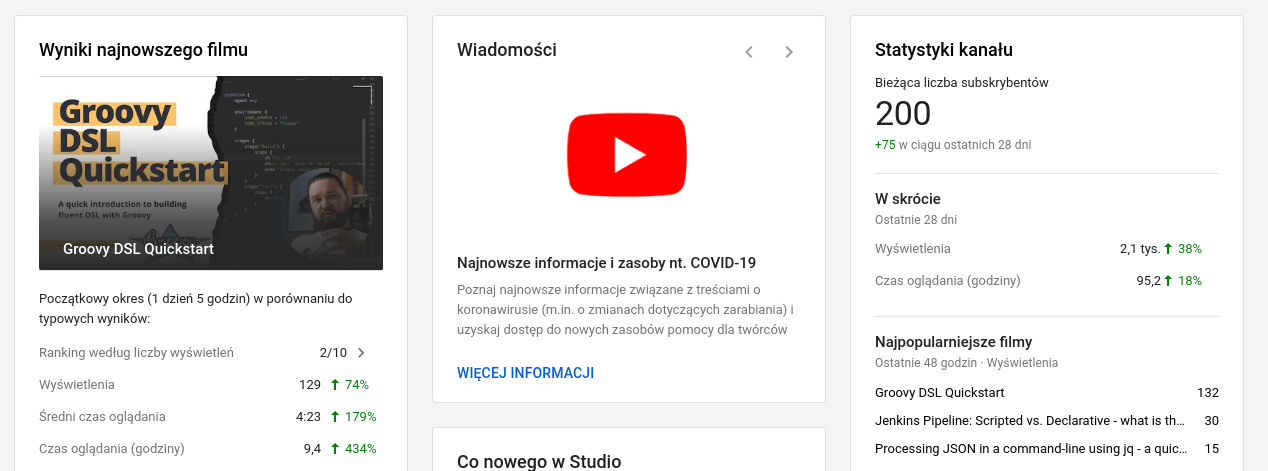 Wyniki najnowszego filmu
Groovy
DSL
Quickstart
A quick introduction to building
fluent DSL with Groovy
Groovy DSL Quickstart
Początkowy okres (1 dzień 5 godzin) w porównaniu do
typowych wyników:
Ranking według liczby wyświetleń 2/10
Wyświetlenia 129 74%
Średni czas oglądania 4:23 179%
Czas oglądania (godziny) 9,4 434%
Wiadomości
Najnowsze informacje i zasoby nt. COVID-19
Poznaj najnowsze informacje związane z treściami o
koronawirusie (m.in. o zmianach dotyczących zarabiania) i
uzyskaj dostęp do nowych zasobów pomocy dla twórców
WIĘCEJ INFORMACJI
Co nowego w Studio
Statystyki kanału
Bieżąca liczba subskrybentów
200
+75 w ciągu ostatnich 28 dni
W skrócie
Ostatnie 28 dni
Wyświetlenia 2,1 tys. 38%
Czas oglądania (godziny) 95,2 18%
Najpopularniejsze filmy
Ostatnie 48 godzin · Wyświetlenia
Groovy DSL Quickstart 132
Jenkins Pipeline: Scripted vs. Declarative - what is th... 30
Processing JSON in a command-line using jq - a quic... 15